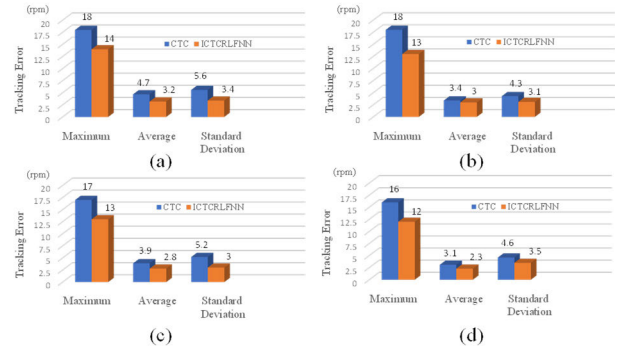 (rpm)
20
17.5
15
12.5
10
7.5
5
2.5
0
Tracking Error
CTC ICTCRLFNN
18
14
4.7
3.2
5.6
3.4
Maximum Average Standard
Deviation
(a)
(rpm)
20
17.5
15
12.5
10
7.5
5
2.5
0
Tracking Error
CTC ICTCRLFNN
18
13
3.4
3
4.3
3.1
Maximum Average Standard
Deviation
(b)
(rpm)
20
17.5
15
12.5
10
7.5
5
2.5
0
Tracking Error
CTC ICTCRLFNN
17
13
3.9
2.8
5.2
3
Maximum Average Standard
Deviation
(c)
(rpm)
20
17.5
15
12.5
10
7.5
5
2.5
0
Tracking Error
CTC ICTCRLFNN
16
12
3.1
2.3
4.6
3.5
Maximum Average Standard
Deviation
(d)